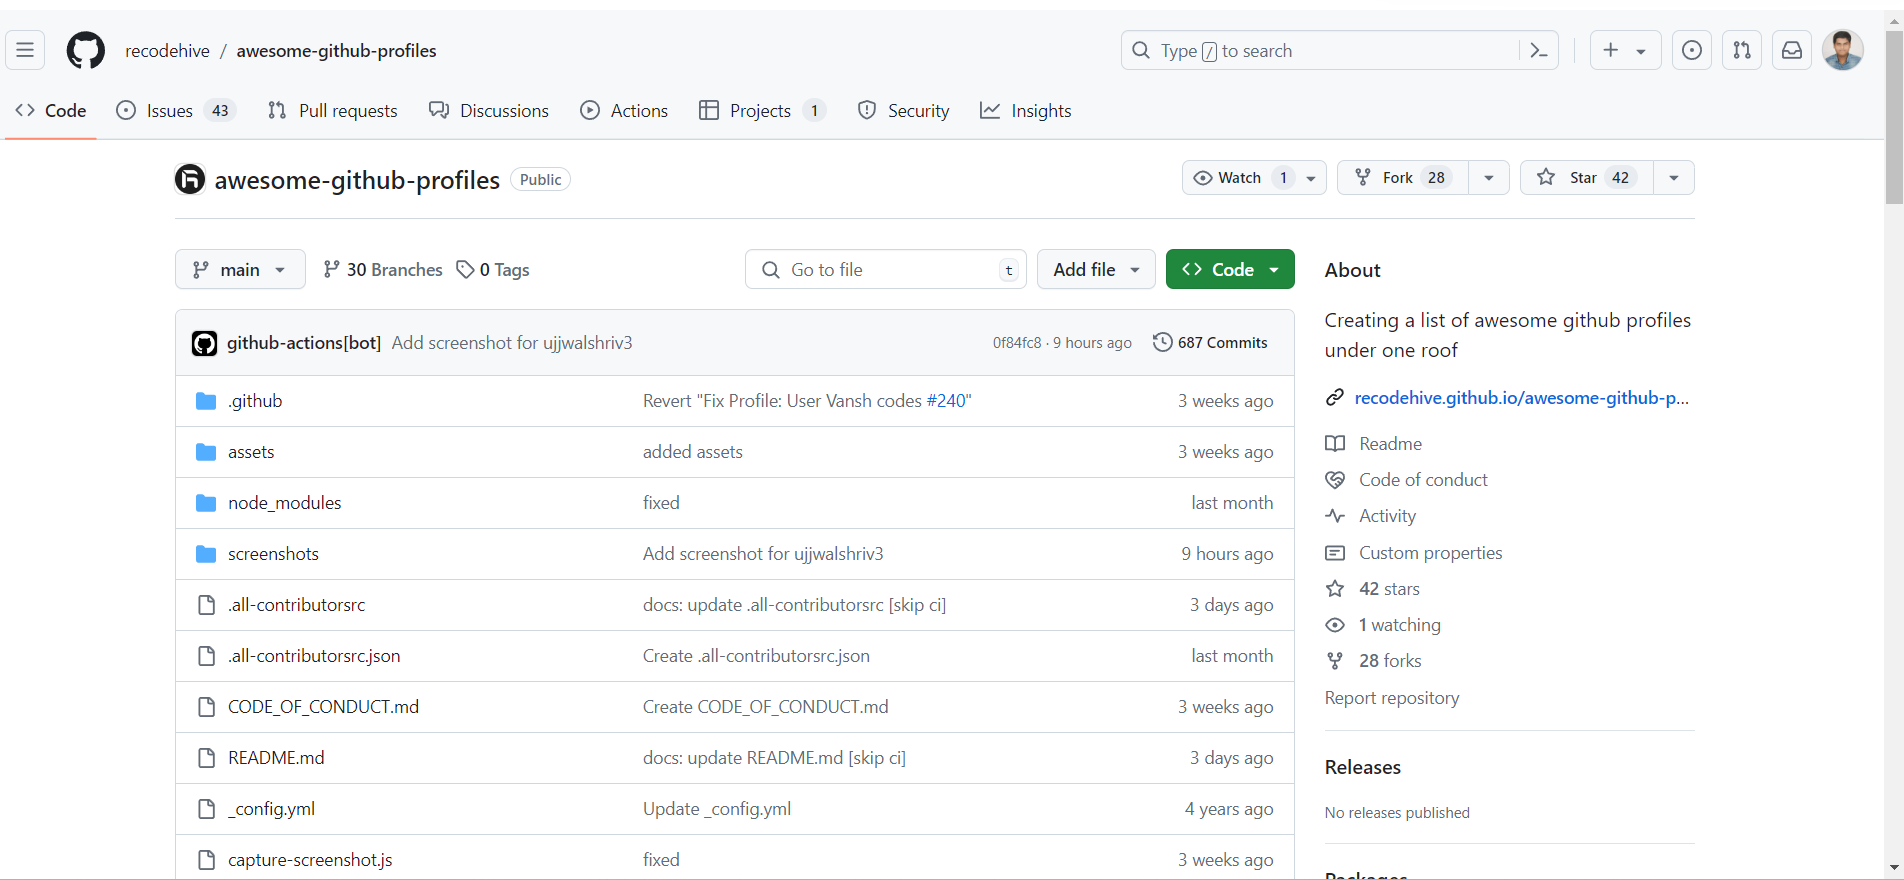 recodehive / awesome-github-profiles
Type / to search
Code Issues 43 Pull requests Discussions Actions Projects 1 Security Insights
awesome-github-profiles Public
Watch 1 Fork 28 Star 42
main 30 Branches 0 Tags Go to file t Add file Code
github-actions[bot] Add screenshot for ujjwalshriv3 0f84fc8 · 9 hours ago 687 Commits
.github Revert "Fix Profile: User Vansh codes #240" 3 weeks ago
assets added assets 3 weeks ago
node_modules fixed last month
screenshots Add screenshot for ujjwalshriv3 9 hours ago
.all-contributorsrc docs: update .all-contributorsrc [skip ci] 3 days ago
.all-contributorsrc.json Create .all-contributorsrc.json last month
CODE_OF_CONDUCT.md Create CODE_OF_CONDUCT.md 3 weeks ago
README.md docs: update README.md [skip ci] 3 days ago
_config.yml Update _config.yml 4 years ago
capture-screenshot.js fixed 3 weeks ago
About
Creating a list of awesome github profiles
under one roof
recodehive.github.io/awesome-github-p...
Readme
Code of conduct
Activity
Custom properties
42 stars
1 watching
28 forks
Report repository
Releases
No releases published
Packages